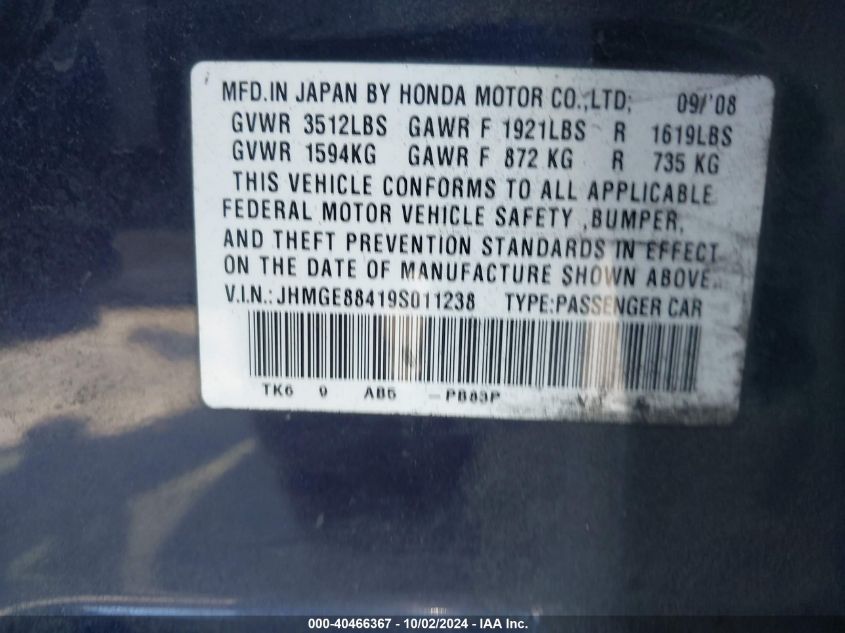 MFD.IN JAPAN BY HONDA MOTOR CO.,LTD; 09/'08
GVWR 3512LBS GAWR F 1921LBS R 1619LBS
GVWR 1594KG GAWR F 872 KG R 735 KG
THIS VEHICLE CONFORMS TO ALL APPLICABLE
FEDERAL MOTOR VEHICLE SAFETY ,BUMPER,
AND THEFT PREVENTION STANDARDS IN EFFECT
ON THE DATE OF MANUFACTURE SHOWN ABOVE.
V.I.N.: JHMGE88419S011238 TYPE:PASSENGER CAR
TK6 9 AB5 -PB83P
000-40466367 - 10/02/2024 - IAA Inc.